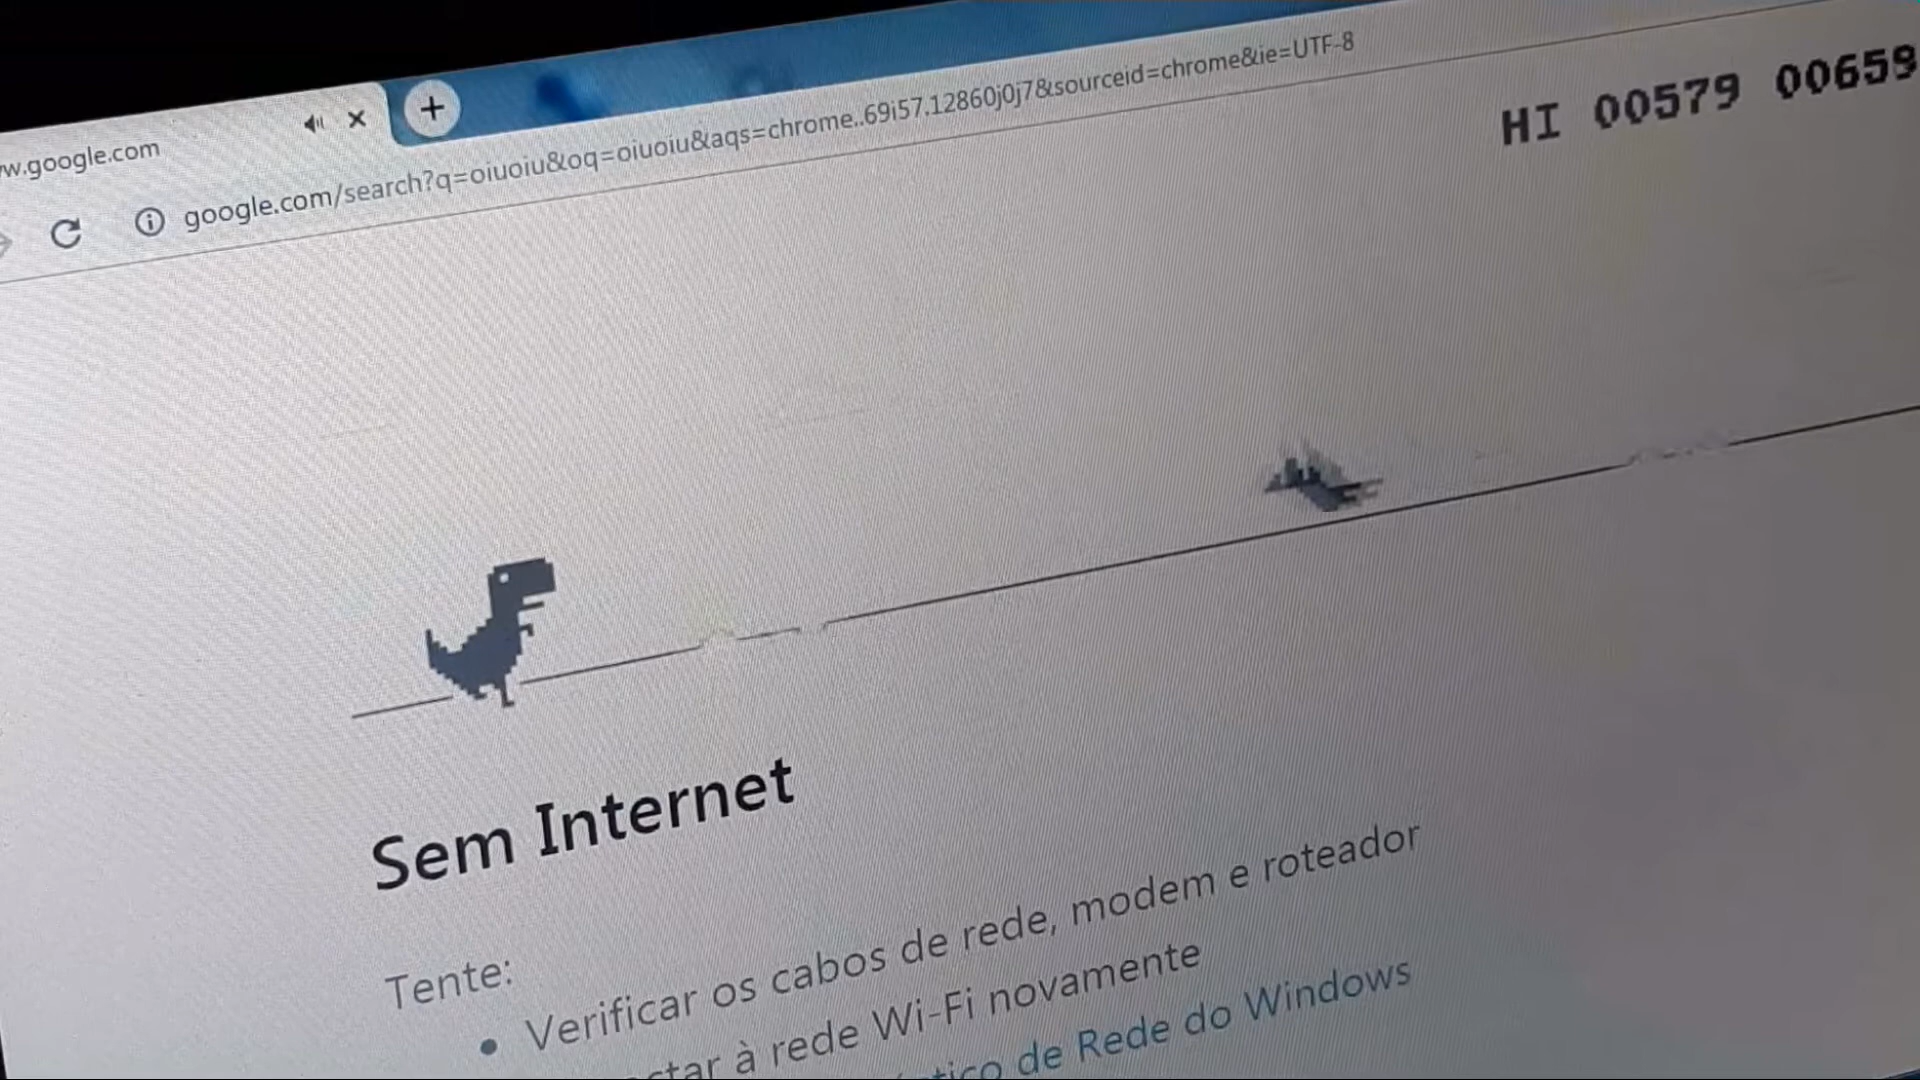 w.google.com
google.com/search?q=oiuoiu&oq=oiuoiu&aqs=chrome..69i57.12860j0j7&sourceid=chrome&ie=UTF-8
HI 00579 00659
Sem Internet
Tente:
Verificar os cabos de rede, modem e roteador
ctar à rede Wi-Fi novamente
tico de Rede do Windows